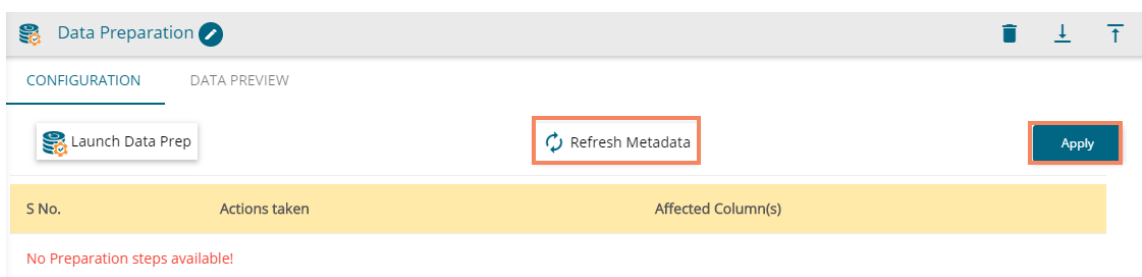 Data Preparation
CONFIGURATION DATA PREVIEW
Launch Data Prep Refresh Metadata Apply
S No. Actions taken Affected Column(s)
No Preparation steps available!